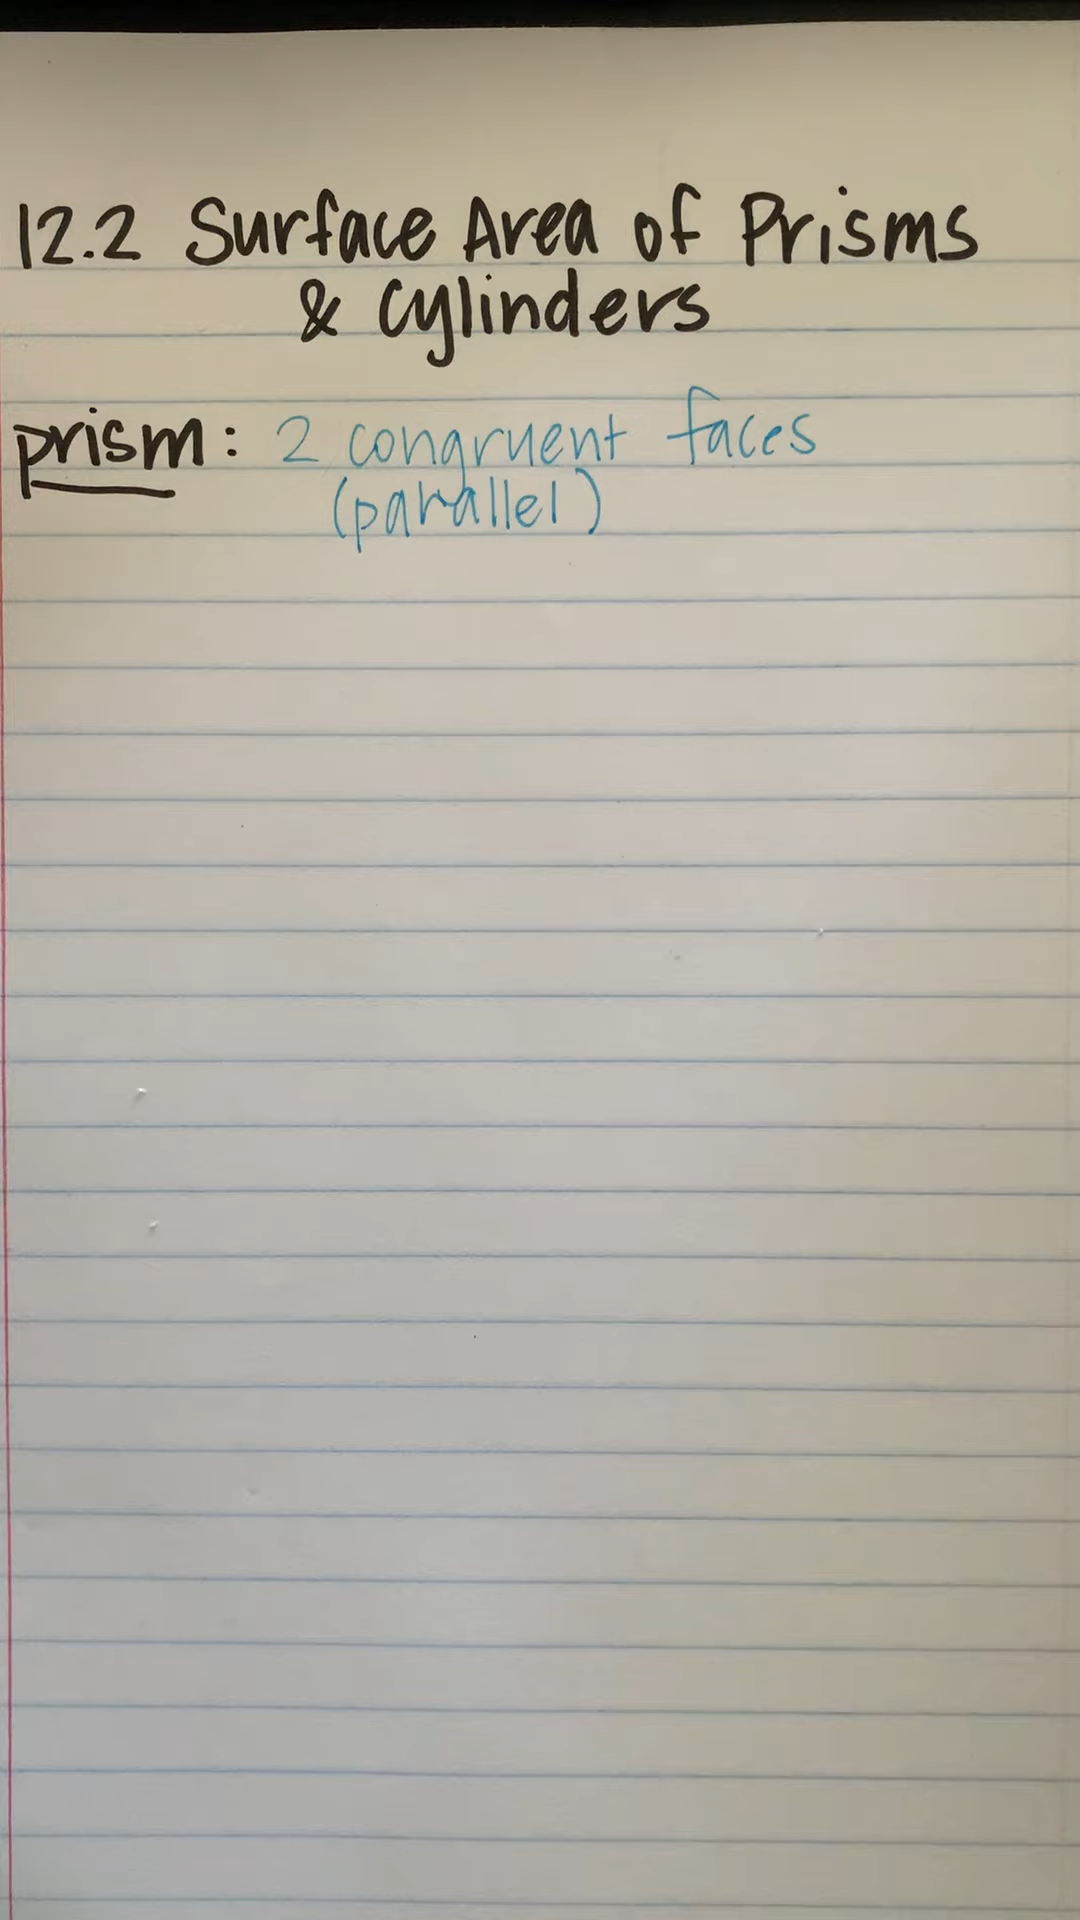 12.2 Surface Area of Prisms
& Cylinders
prism: 2 congruent faces
(parallel)